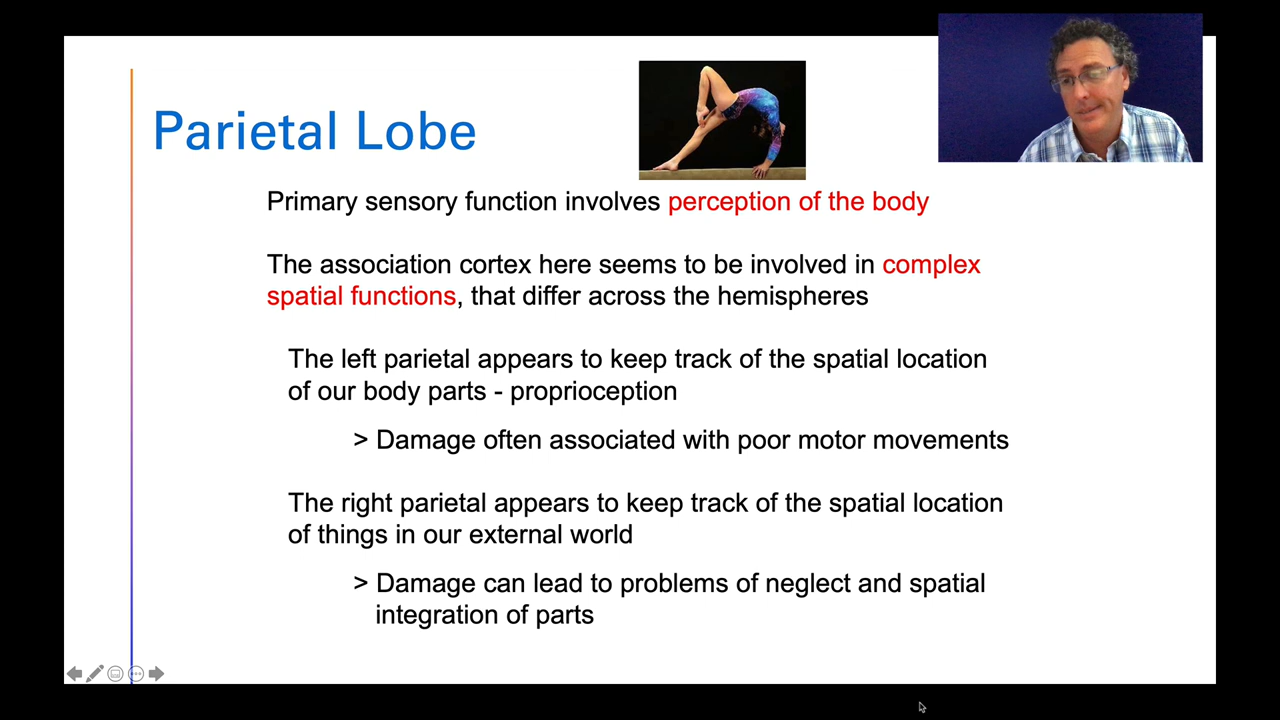 Parietal Lobe
Primary sensory function involves perception of the body
The association cortex here seems to be involved in complex
spatial functions, that differ across the hemispheres
The left parietal appears to keep track of the spatial location
of our body parts - proprioception
> Damage often associated with poor motor movements
The right parietal appears to keep track of the spatial location
of things in our external world
> Damage can lead to problems of neglect and spatial
integration of parts